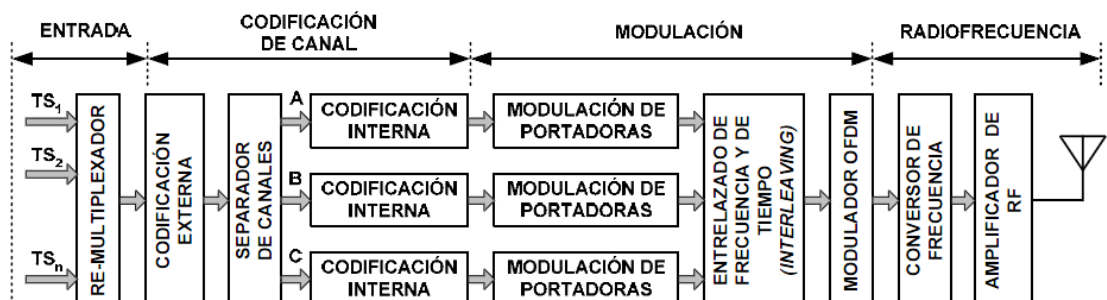 ENTRADA
CODIFICACIÓN
DE CANAL
MODULACIÓN
RADIOFRECUENCIA
TS1
TS2
TSn
RE-MULTIPLEXADOR
CODIFICACIÓN
EXTERNA
SEPARADOR
DE CANALES
A
CODIFICACIÓN
INTERNA
MODULACIÓN DE
PORTADORAS
B
CODIFICACIÓN
INTERNA
MODULACIÓN DE
PORTADORAS
C
CODIFICACIÓN
INTERNA
MODULACIÓN DE
PORTADORAS
ENTRELAZADO DE
FRECUENCIA Y DE
TIEMPO
(INTERLEAVING)
MODULADOR OFDM
CONVERSOR DE
FRECUENCIA
AMPLIFICADOR DE
RF